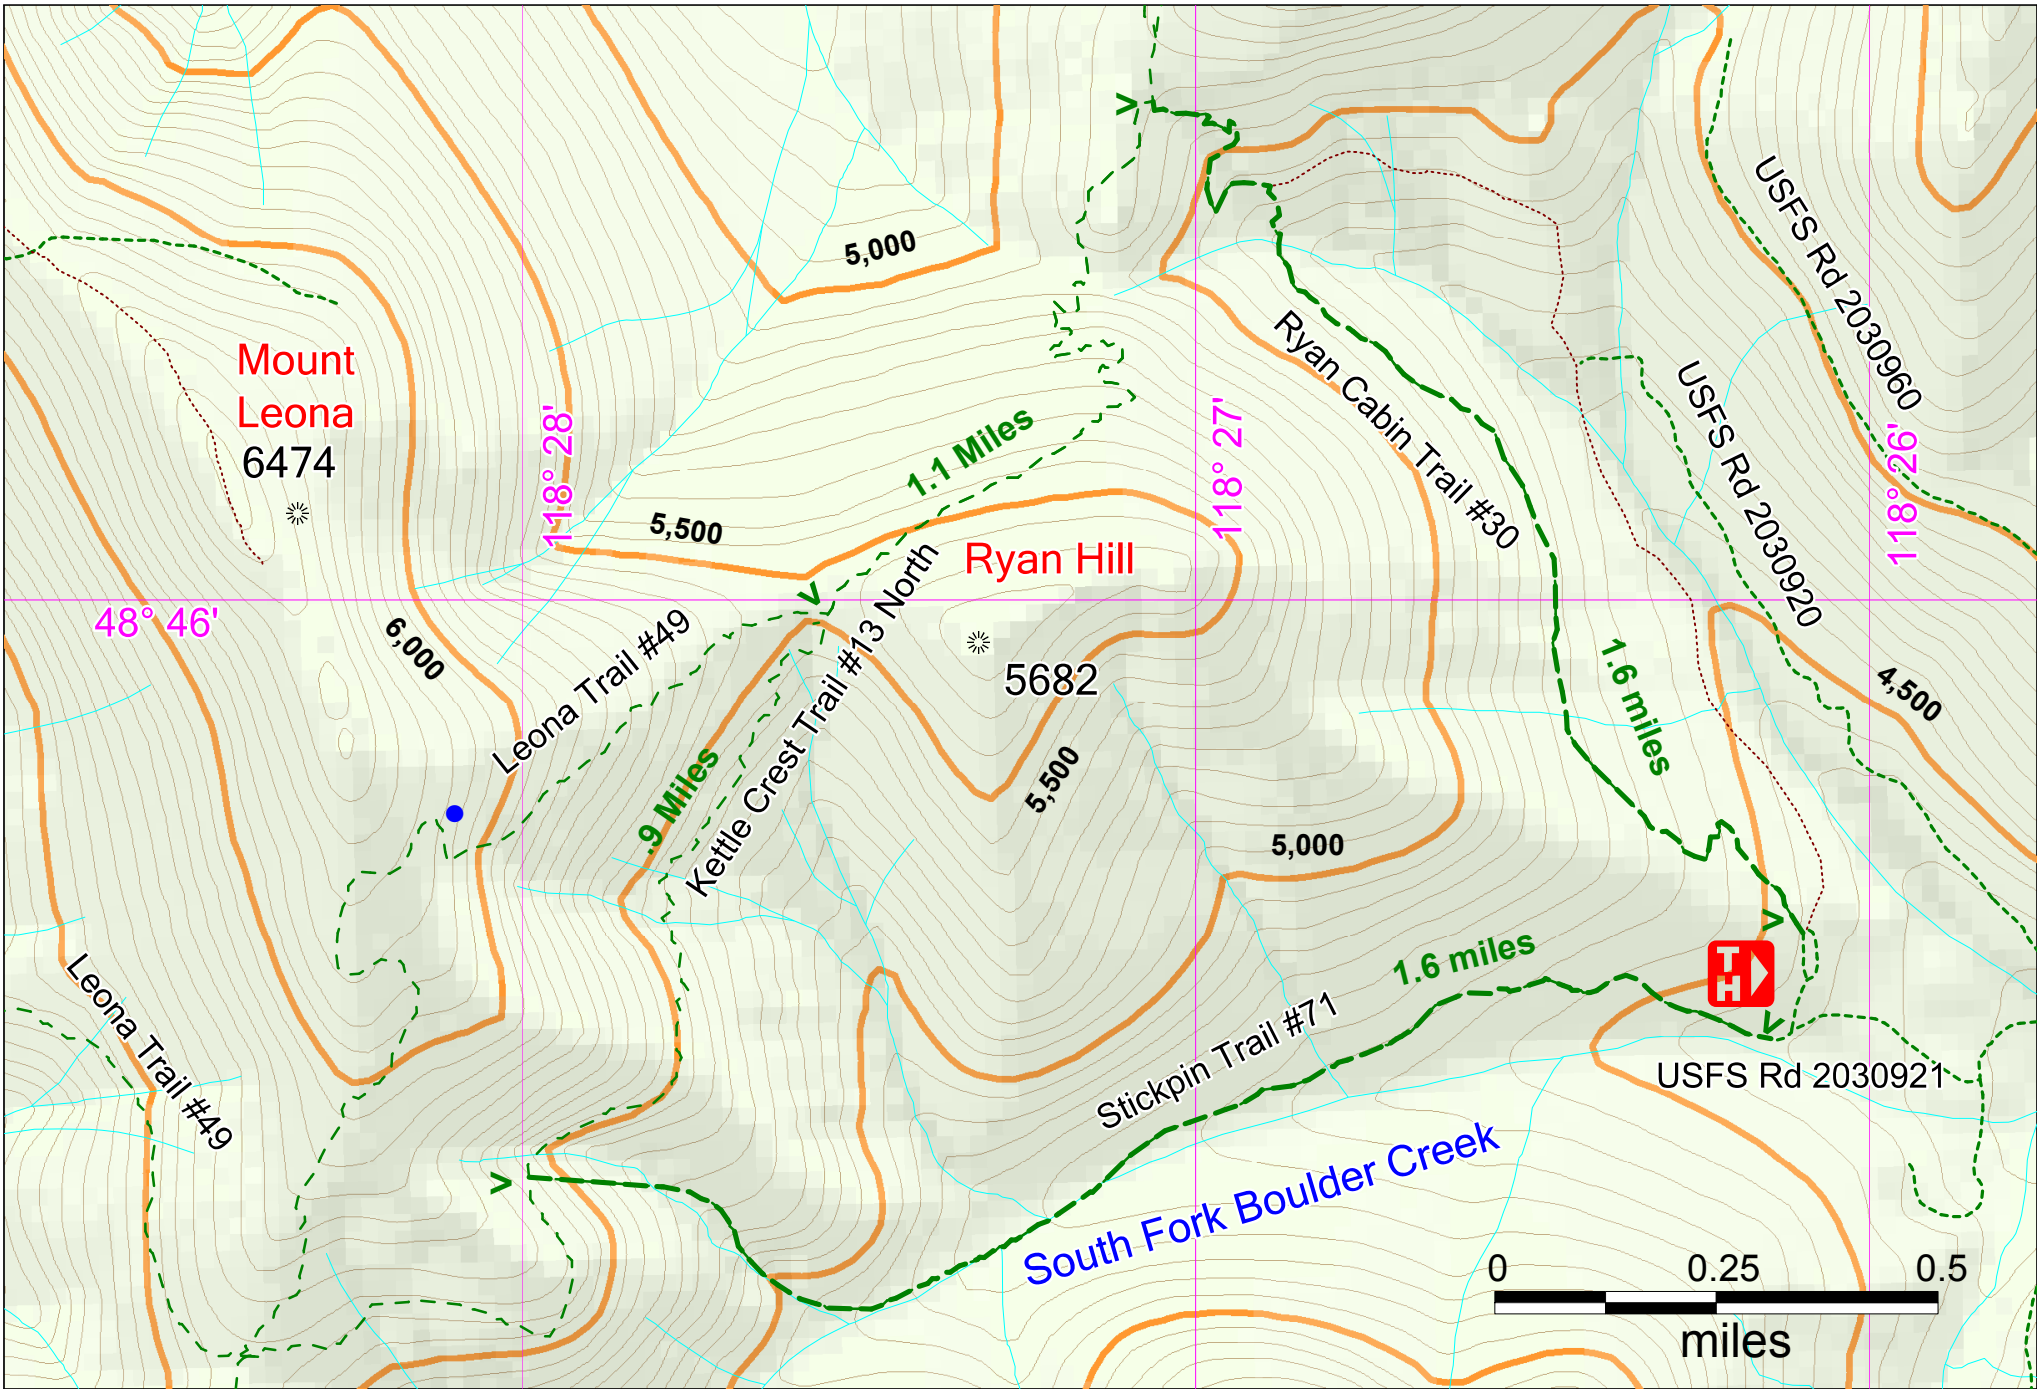 USFS Rd 2030960
5,000
Ryan Cabin Trail #30
USFS Rd 2030920
Mount
Leona
6474
118° 28'
118° 27'
118° 26'
1.1 Miles
5,500
Ryan Hill
48° 46'
6,000
Leona Trail #49
Kettle Crest Trail #13 North
5682
1.6 miles
4,500
.9 Miles
5,500
5,000
Leona Trail #49
1.6 miles
T
H
Stickpin Trail #71
USFS Rd 2030921
South Fork Boulder Creek
0 0.25 0.5
miles